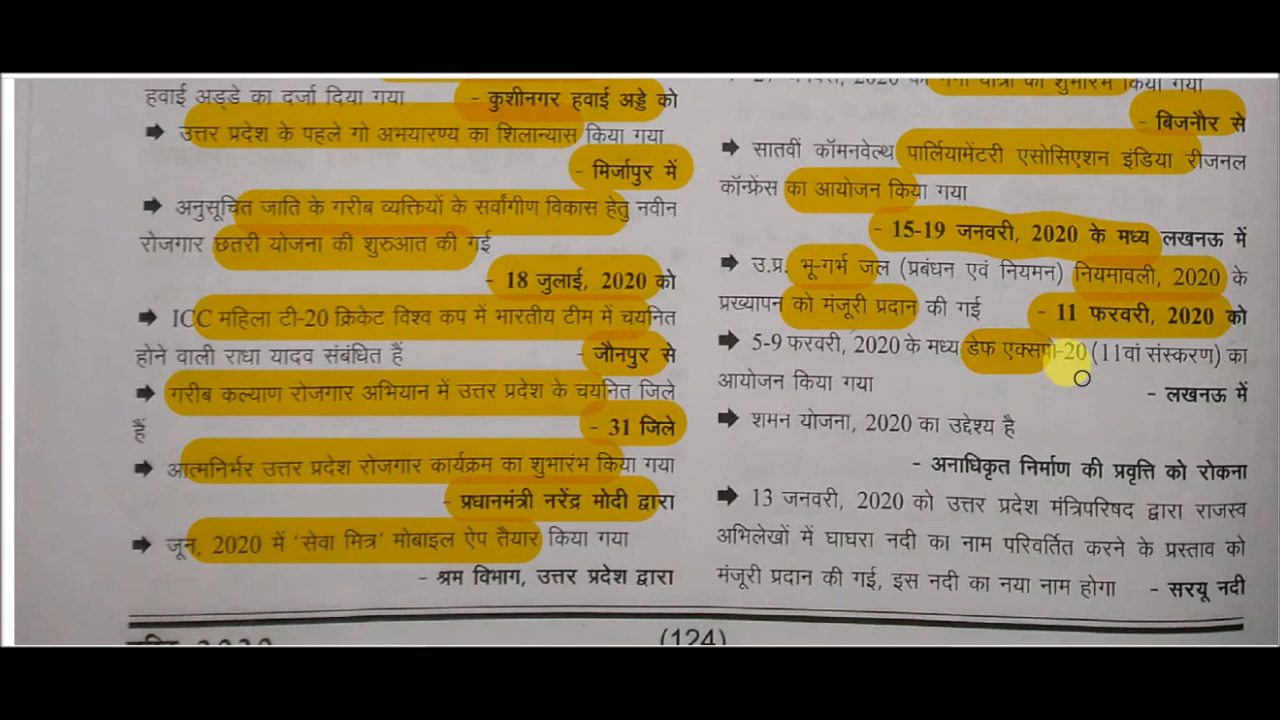 हवाई अड्डे का दर्जा दिया गया - कुशीनगर हवाई अड्डे को
➡ उत्तर प्रदेश के पहले गो अभयारण्य का शिलान्यास किया गया
- मिर्जापुर में
➡ अनुसूचित जाति के गरीब व्यक्तियों के सर्वांगीण विकास हेतु नवीन
रोजगार छतरी योजना की शुरुआत की गई
- 18 जुलाई, 2020 को
➡ ICC महिला टी-20 क्रिकेट विश्व कप में भारतीय टीम में चयनित
होने वाली राधा यादव संबंधित हैं - जौनपुर से
➡ गरीब कल्याण रोजगार अभियान में उत्तर प्रदेश के चयनित जिले
हैं - 31 जिले
➡ आत्मनिर्भर उत्तर प्रदेश रोजगार कार्यक्रम का शुभारंभ किया गया
- प्रधानमंत्री नरेंद्र मोदी द्वारा
➡ जून, 2020 में ‘सेवा मित्र’ मोबाइल ऐप तैयार किया गया
- श्रम विभाग, उत्तर प्रदेश द्वारा
2020 को यात्रा का शुभारंभ किया गया
- बिजनौर से
➡ सातवीं कॉमनवेल्थ पार्लियामेंटरी एसोसिएशन इंडिया रीजनल
कॉन्फ्रेंस का आयोजन किया गया
- 15-19 जनवरी, 2020 के मध्य लखनऊ में
➡ उ.प्र. भू-गर्भ जल (प्रबंधन एवं नियमन) नियमावली, 2020 के
प्रख्यापन को मंजूरी प्रदान की गई - 11 फरवरी, 2020 को
➡ 5-9 फरवरी, 2020 के मध्य डेफ एक्सपो-20 (11वां संस्करण) का
आयोजन किया गया - लखनऊ में
➡ शमन योजना, 2020 का उद्देश्य है
- अनाधिकृत निर्माण की प्रवृत्ति को रोकना
➡ 13 जनवरी, 2020 को उत्तर प्रदेश मंत्रिपरिषद द्वारा राजस्व
अभिलेखों में घाघरा नदी का नाम परिवर्तित करने के प्रस्ताव को
मंजूरी प्रदान की गई, इस नदी का नया नाम होगा - सरयू नदी
(124)